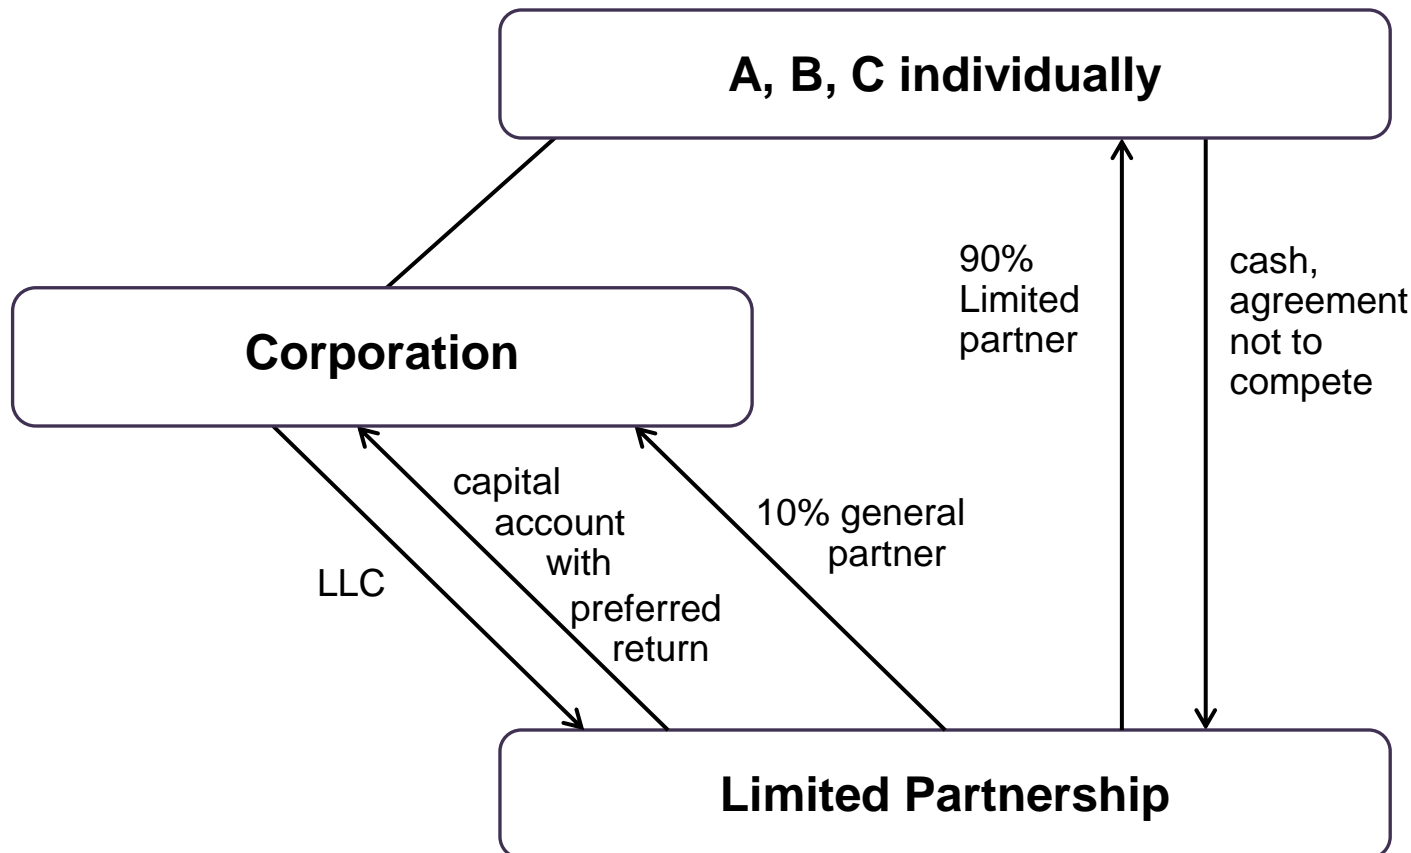 A, B, C individually
90%
Limited
partner
cash,
agreement
not to
compete
Corporation
capital
account
with
preferred
return
10% general
partner
LLC
Limited Partnership